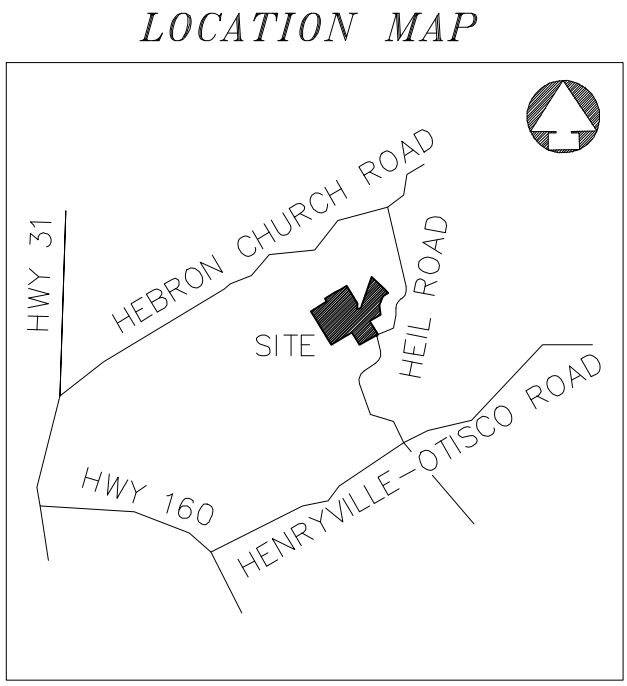 LOCATION MAP
HEBRON CHURCH ROAD
HWY 31
HEIL ROAD
SITE
HWY 160
HENRYVILLE-OTISCO ROAD